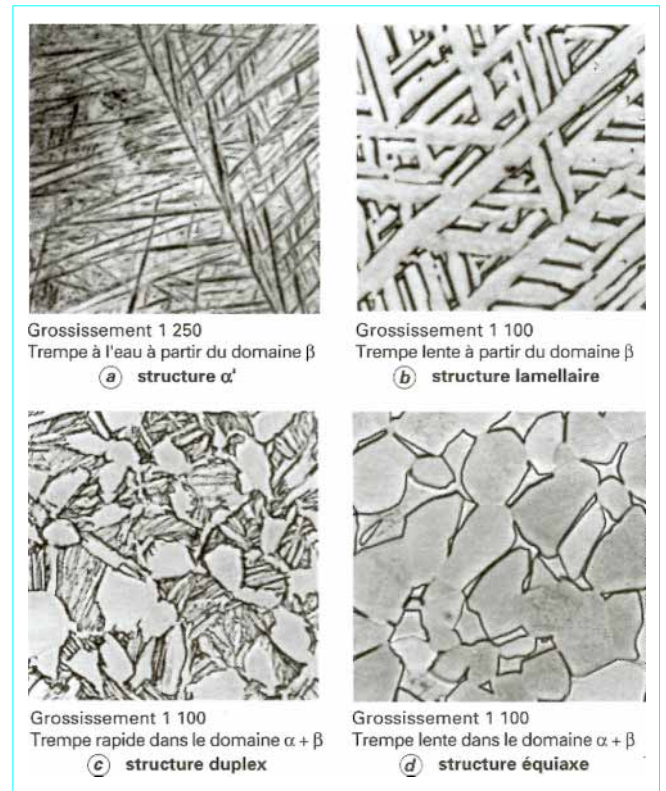 Grossissement 1 250
Trempe à l'eau à partir du domaine β
a structure α'
Grossissement 1 100
Trempe lente à partir du domaine β
b structure lamellaire
Grossissement 1 100
Trempe rapide dans le domaine α + β
c structure duplex
Grossissement 1 100
Trempe lente dans le domaine α + β
d structure équiaxe